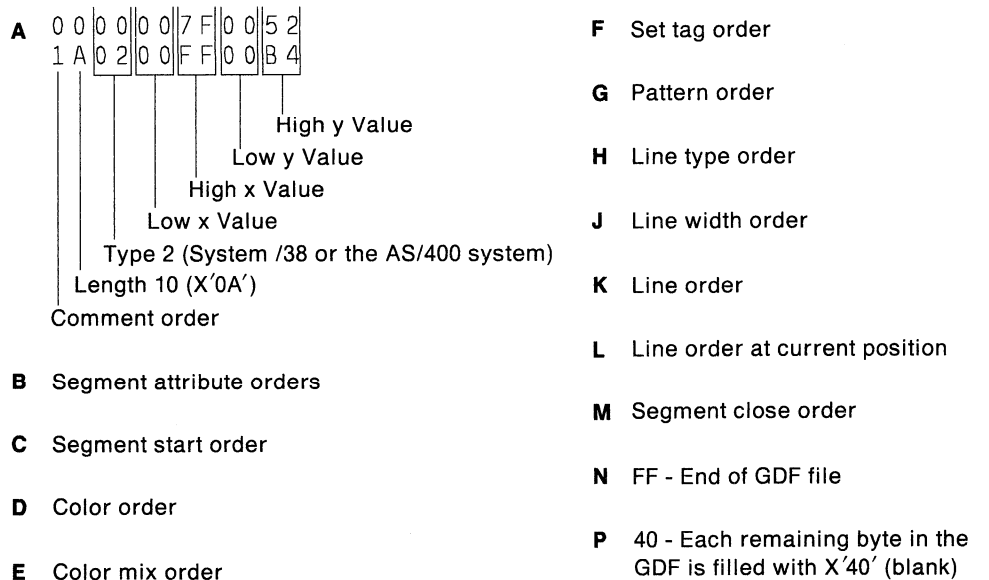 A 0 0 0 0 0 0 7 F 0 0 5 2
1 A 0 2 0 0 F F 0 0 B 4
High y Value
Low y Value
High x Value
Low x Value
Type 2 (System /38 or the AS/400 system)
Length 10 (X'0A')
Comment order
B Segment attribute orders
C Segment start order
D Color order
E Color mix order
F Set tag order
G Pattern order
H Line type order
J Line width order
K Line order
L Line order at current position
M Segment close order
N FF - End of GDF file
P 40 - Each remaining byte in the
GDF is filled with X'40' (blank)